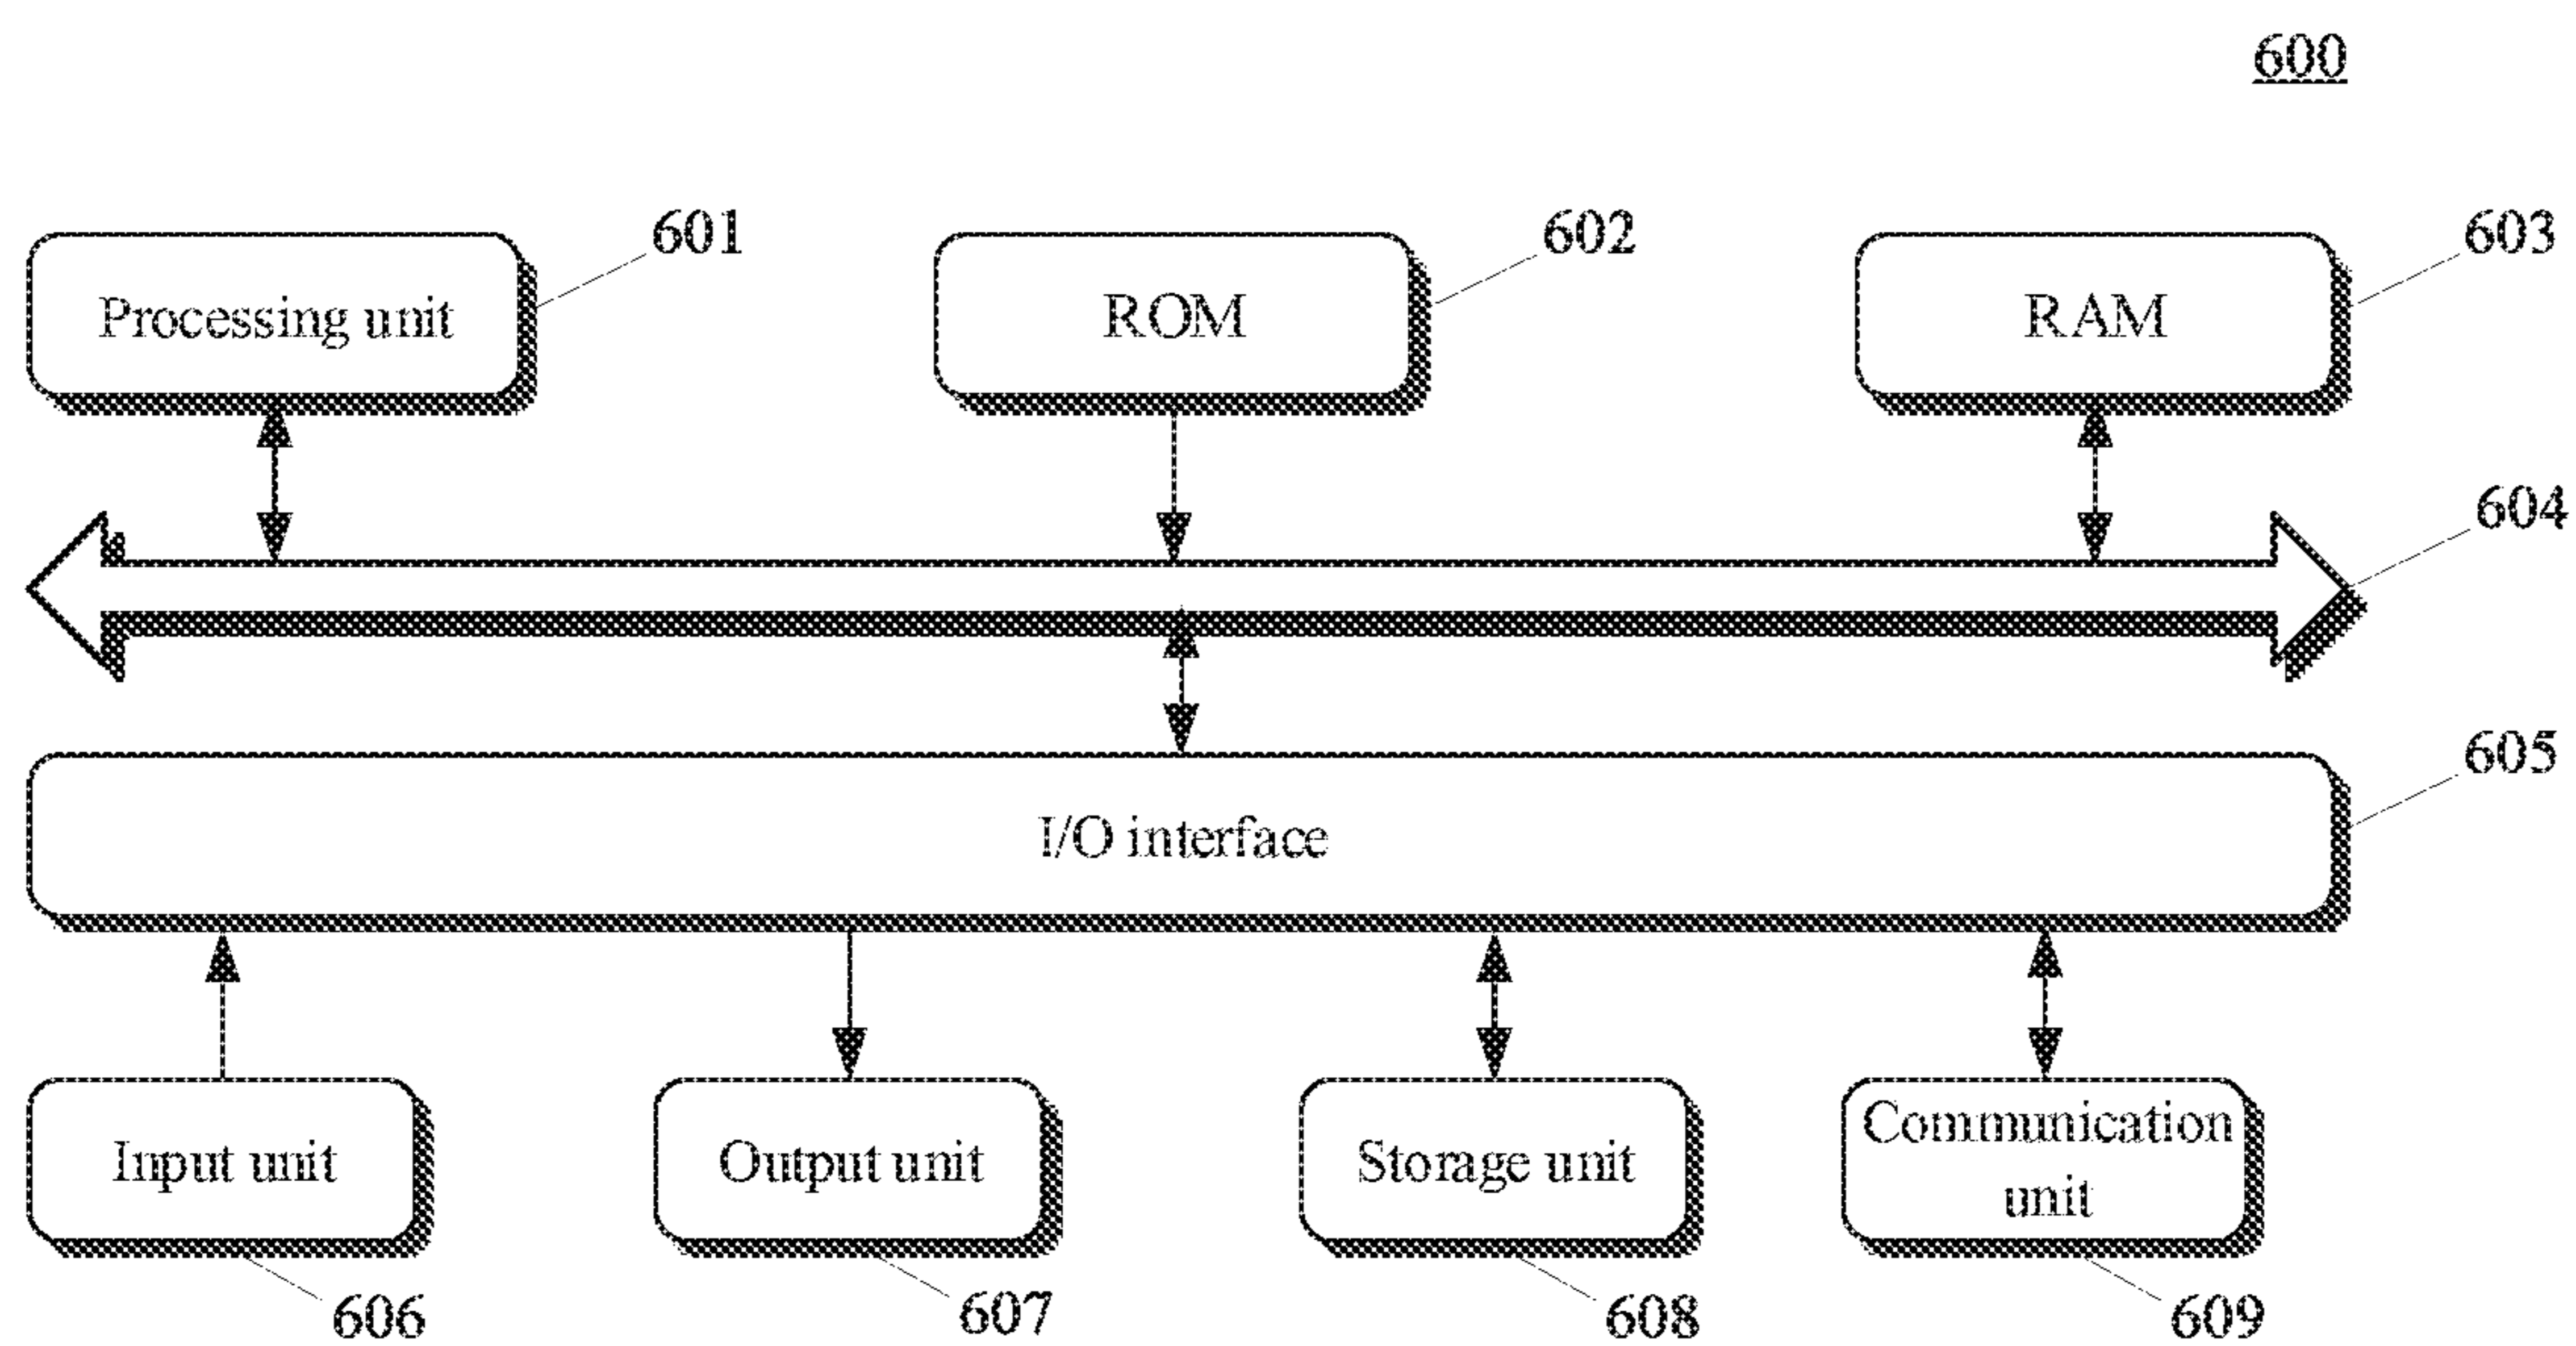 600
601
602
603
Processing unit
ROM
RAM
604
605
I/O interface
Input unit
Output unit
Storage unit
Communication
unit
606
607
608
609